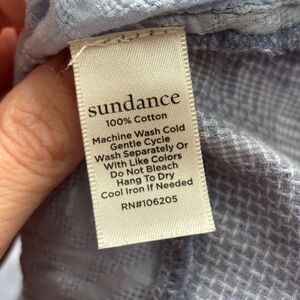 sundance
100% Cotton
Machine Wash Cold
Gentle Cycle
Wash Separately Or
With Like Colors
Do Not Bleach
Hang To Dry
Cool Iron If Needed
RN#106205